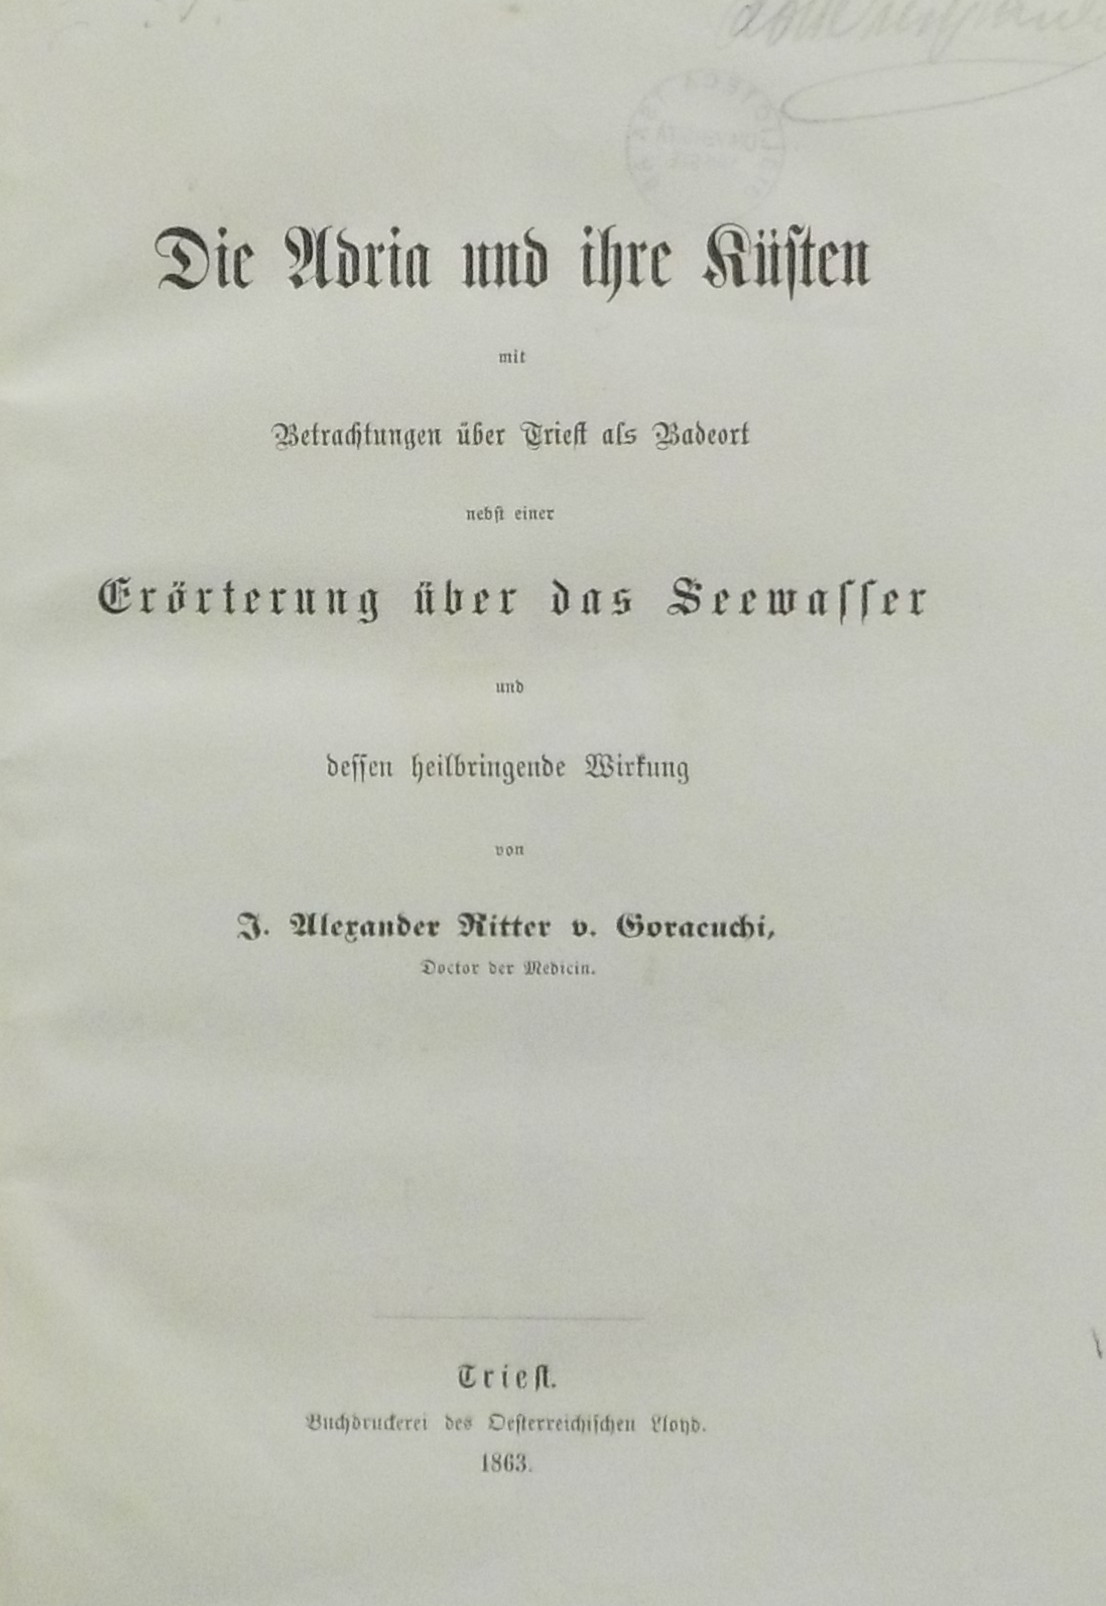 Die Adria und ihre Küsten
mit
Betrachtungen über Triest als Badeort
nebst einer
Erörterung über das Seewasser
und
dessen heilbringende Wirkung
von
J. Alexander Ritter v. Goracuchi,
Doctor der Medicin.
Triest.
Buchdruckerei des Oesterreichischen Lloyd.
1863.